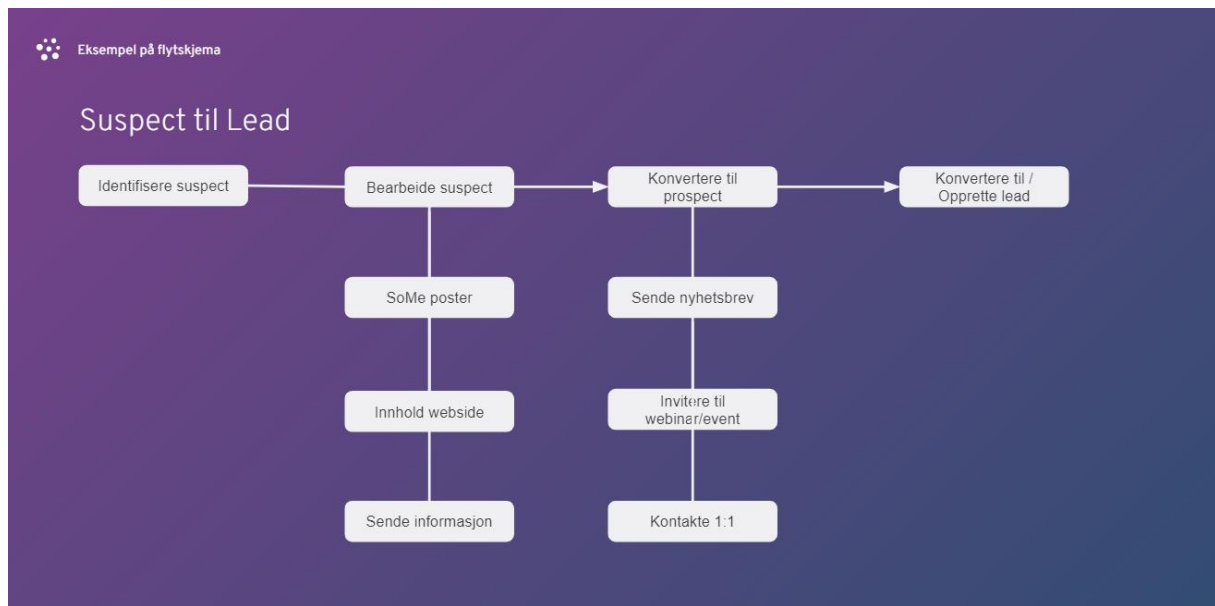 Eksempel på flytskjema
Suspect til Lead
Identifisere suspect
Bearbeide suspect
Konvertere til
prospect
Konvertere til /
Opprette lead
SoMe poster
Sende nyhetsbrev
Innhold webside
Invitere til
webinar/event
Sende informasjon
Kontakte 1:1